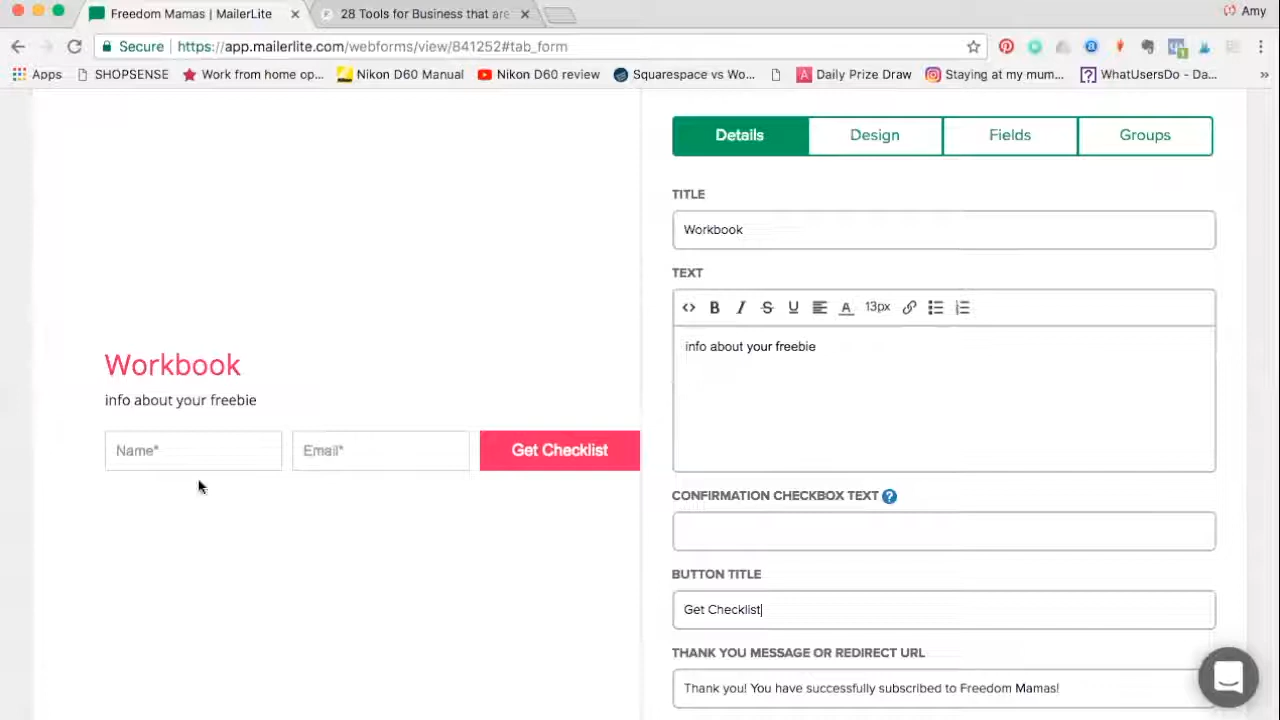 Freedom Mamas | MailerLite
28 Tools for Business that are
Amy
Secure
https://app.mailerlite.com/webforms/view/841252#tab_form
Apps
SHOPSENSE
Work from home op...
Nikon D60 Manual
Nikon D60 review
Squarespace vs Wo...
Daily Prize Draw
Staying at my mum...
WhatUsersDo - Da...
»
Details
Design
Fields
Groups
TITLE
Workbook
TEXT
<> B I S U A 13px
info about your freebie
Workbook
info about your freebie
Name*
Email*
Get Checklist
CONFIRMATION CHECKBOX TEXT ?
BUTTON TITLE
Get Checklist
THANK YOU MESSAGE OR REDIRECT URL
Thank you! You have successfully subscribed to Freedom Mamas!